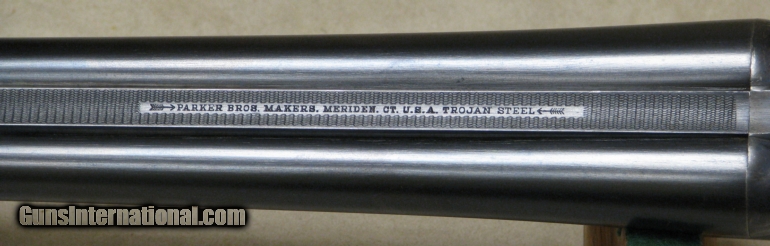 PARKER BROS. MAKERS. MERIDEN. CT. U.S.A. TROJAN STEEL
GunsInternational.com